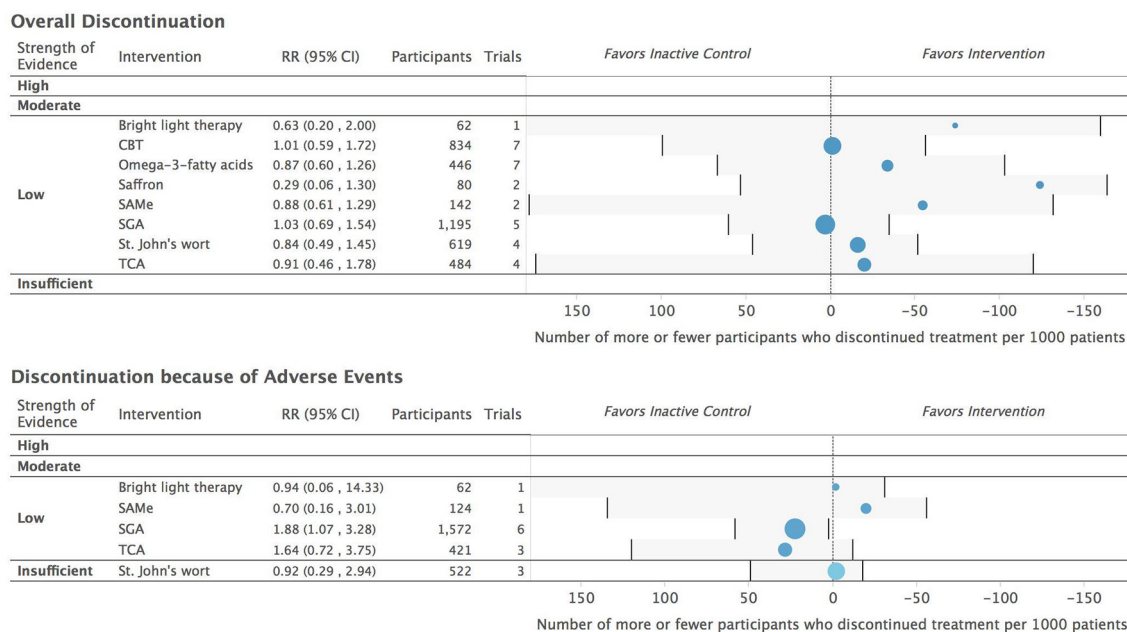 Overall Discontinuation
Strength of Evidence Intervention RR (95% CI) Participants Trials Favors Inactive Control Favors Intervention
High
Moderate
Low
Bright light therapy 0.63 (0.20 , 2.00) 62 1
CBT 1.01 (0.59 , 1.72) 834 7
Omega-3-fatty acids 0.87 (0.60 , 1.26) 446 7
Saffron 0.29 (0.06 , 1.30) 80 2
SAMe 0.88 (0.61 , 1.29) 142 2
SGA 1.03 (0.69 , 1.54) 1,195 5
St. John's wort 0.84 (0.49 , 1.45) 619 4
TCA 0.91 (0.46 , 1.78) 484 4
Insufficient
150 100 50 0 −50 −100 −150
Number of more or fewer participants who discontinued treatment per 1000 patients
Discontinuation because of Adverse Events
Strength of Evidence Intervention RR (95% CI) Participants Trials Favors Inactive Control Favors Intervention
High
Moderate
Low
Bright light therapy 0.94 (0.06 , 14.33) 62 1
SAMe 0.70 (0.16 , 3.01) 124 1
SGA 1.88 (1.07 , 3.28) 1,572 6
TCA 1.64 (0.72 , 3.75) 421 3
Insufficient St. John's wort 0.92 (0.29 , 2.94) 522 3
150 100 50 0 −50 −100 −150
Number of more or fewer participants who discontinued treatment per 1000 patients